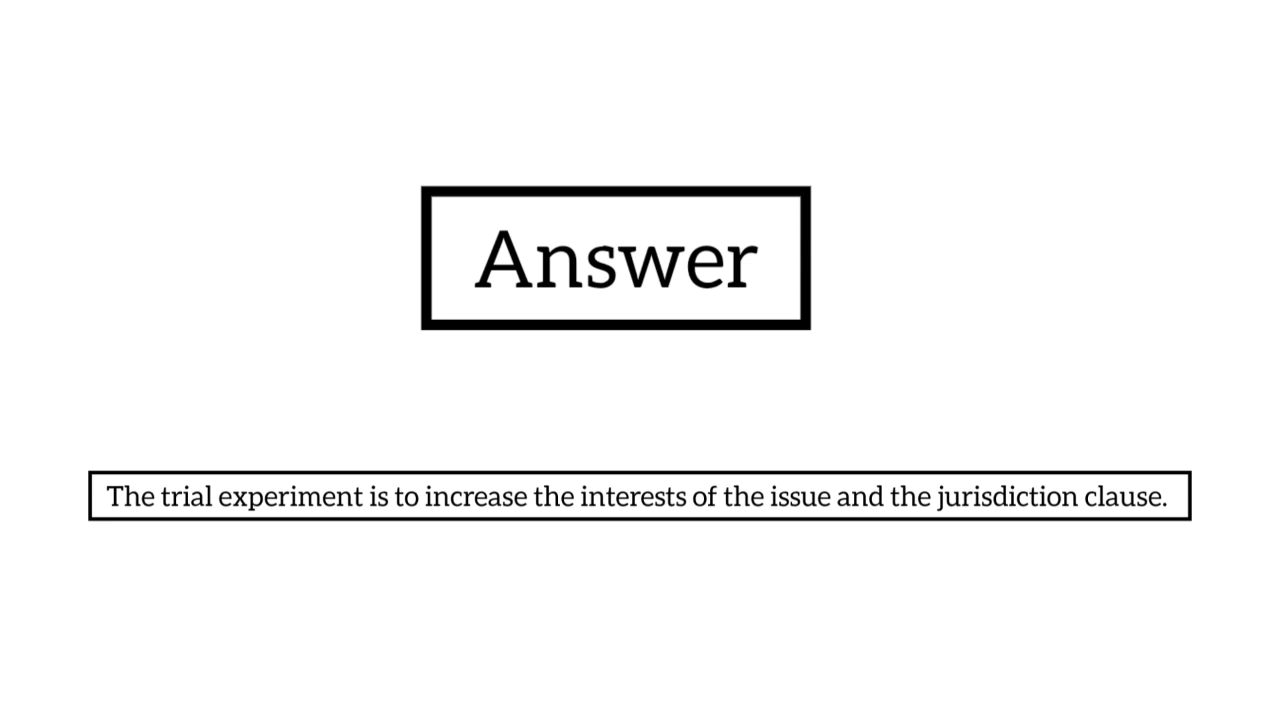 Answer
The trial experiment is to increase the interests of the issue and the jurisdiction clause.